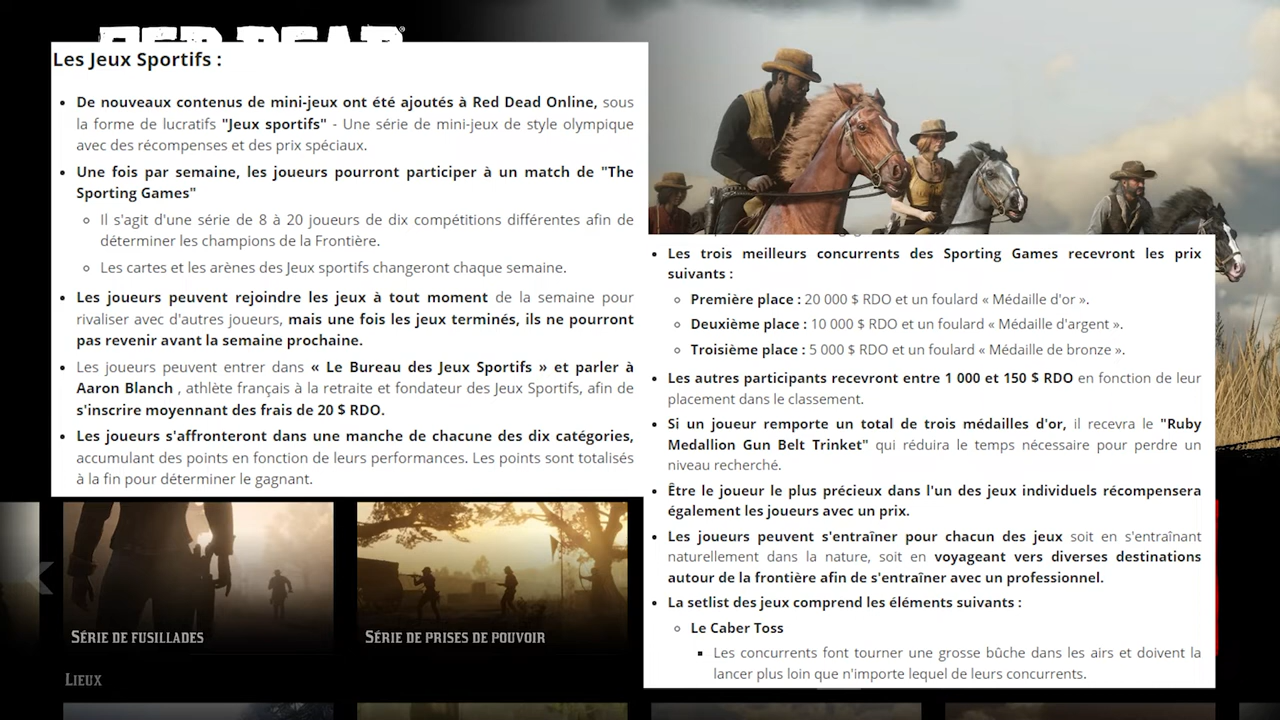 RED DEAD
Les Jeux Sportifs :
De nouveaux contenus de mini-jeux ont été ajoutés à Red Dead Online, sous
la forme de lucratifs "Jeux sportifs" - Une série de mini-jeux de style olympique
avec des récompenses et des prix spéciaux.
Une fois par semaine, les joueurs pourront participer à un match de "The
Sporting Games"
Il s'agit d'une série de 8 à 20 joueurs de dix compétitions différentes afin de
déterminer les champions de la Frontière.
Les cartes et les arènes des Jeux sportifs changeront chaque semaine.
Les joueurs peuvent rejoindre les jeux à tout moment de la semaine pour
rivaliser avec d'autres joueurs, mais une fois les jeux terminés, ils ne pourront
pas revenir avant la semaine prochaine.
Les joueurs peuvent entrer dans « Le Bureau des Jeux Sportifs » et parler à
Aaron Blanch , athlète français à la retraite et fondateur des Jeux Sportifs, afin de
s'inscrire moyennant des frais de 20 $ RDO.
Les joueurs s'affronteront dans une manche de chacune des dix catégories,
accumulant des points en fonction de leurs performances. Les points sont totalisés
à la fin pour déterminer le gagnant.
Les trois meilleurs concurrents des Sporting Games recevront les prix
suivants :
Première place : 20 000 $ RDO et un foulard « Médaille d'or ».
Deuxième place : 10 000 $ RDO et un foulard « Médaille d'argent ».
Troisième place : 5 000 $ RDO et un foulard « Médaille de bronze ».
Les autres participants recevront entre 1 000 et 150 $ RDO en fonction de leur
placement dans le classement.
Si un joueur remporte un total de trois médailles d'or, il recevra le "Ruby
Medallion Gun Belt Trinket" qui réduira le temps nécessaire pour perdre un
niveau recherché.
Être le joueur le plus précieux dans l'un des jeux individuels récompensera
également les joueurs avec un prix.
Les joueurs peuvent s'entraîner pour chacun des jeux soit en s'entraînant
naturellement dans la nature, soit en voyageant vers diverses destinations
autour de la frontière afin de s'entraîner avec un professionnel.
La setlist des jeux comprend les éléments suivants :
Le Caber Toss
Les concurrents font tourner une grosse bûche dans les airs et doivent la
lancer plus loin que n'importe lequel de leurs concurrents.
Série de fusillades
Série de prises de pouvoir
Lieux